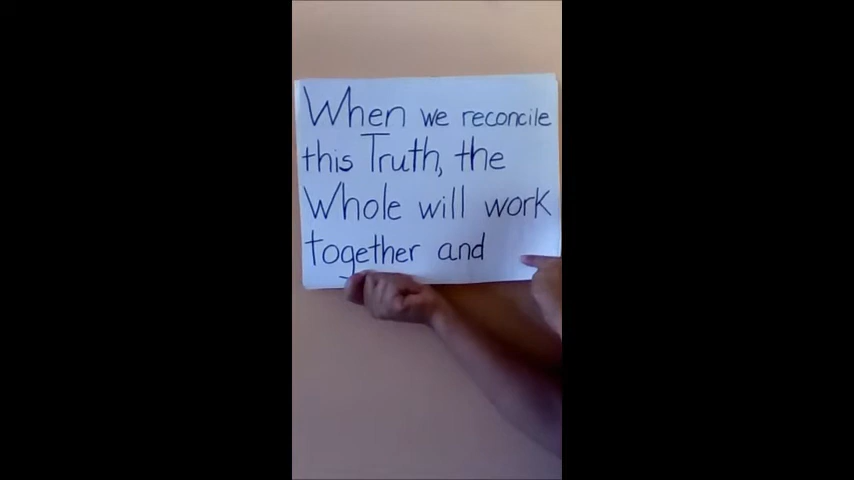 When we reconcile
this Truth, the
Whole will work
together and